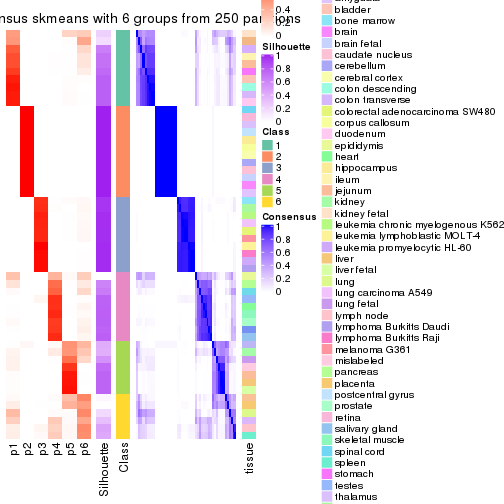 nsus skmeans with 6 groups from 250 par
ons
0.4
0.2
0
Silhouette
1
0.8
0.6
0.4
0.2
0
Class
1
2
3
4
5
6
Consensus
1
0.8
0.6
0.4
0.2
0
bladder
bone marrow
brain
brain fetal
caudate nucleus
cerebellum
cerebral cortex
colon descending
colon transverse
colorectal adenocarcinoma SW480
corpus callosum
duodenum
epididymis
heart
hippocampus
ileum
jejunum
kidney
kidney fetal
leukemia chronic myelogenous K562
leukemia lymphoblastic MOLT-4
leukemia promyelocytic HL-60
liver
liver fetal
lung
lung carcinoma A549
lung fetal
lymph node
lymphoma Burkitts Daudi
lymphoma Burkitts Raji
melanoma G361
mislabeled
pancreas
placenta
postcentral gyrus
prostate
retina
salivary gland
skeletal muscle
spinal cord
spleen
stomach
testes
thalamus
p1
p2
p3
p4
p5
p6
Silhouette
Class
tissue